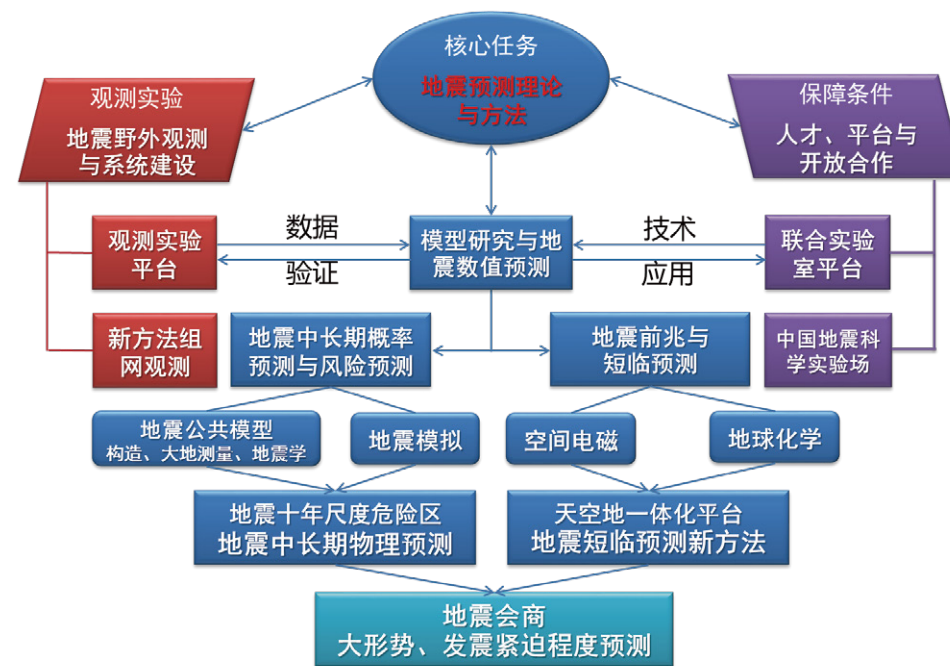 核心任务
地震预测理论
与方法
观测实验
地震野外观测
与系统建设
保障条件
人才、平台与
开放合作
观测实验
平台
数据
验证
模型研究与地
震数值预测
技术
应用
联合实验
室平台
新方法组
网观测
地震中长期概率
预测与风险预测
地震前兆与
短临预测
中国地震科
学实验场
地震公共模型
构造、大地测量、地震学
地震模拟
空间电磁
地球化学
地震十年尺度危险区
地震中长期物理预测
天空地一体化平台
地震短临预测新方法
地震会商
大形势、发震紧迫程度预测